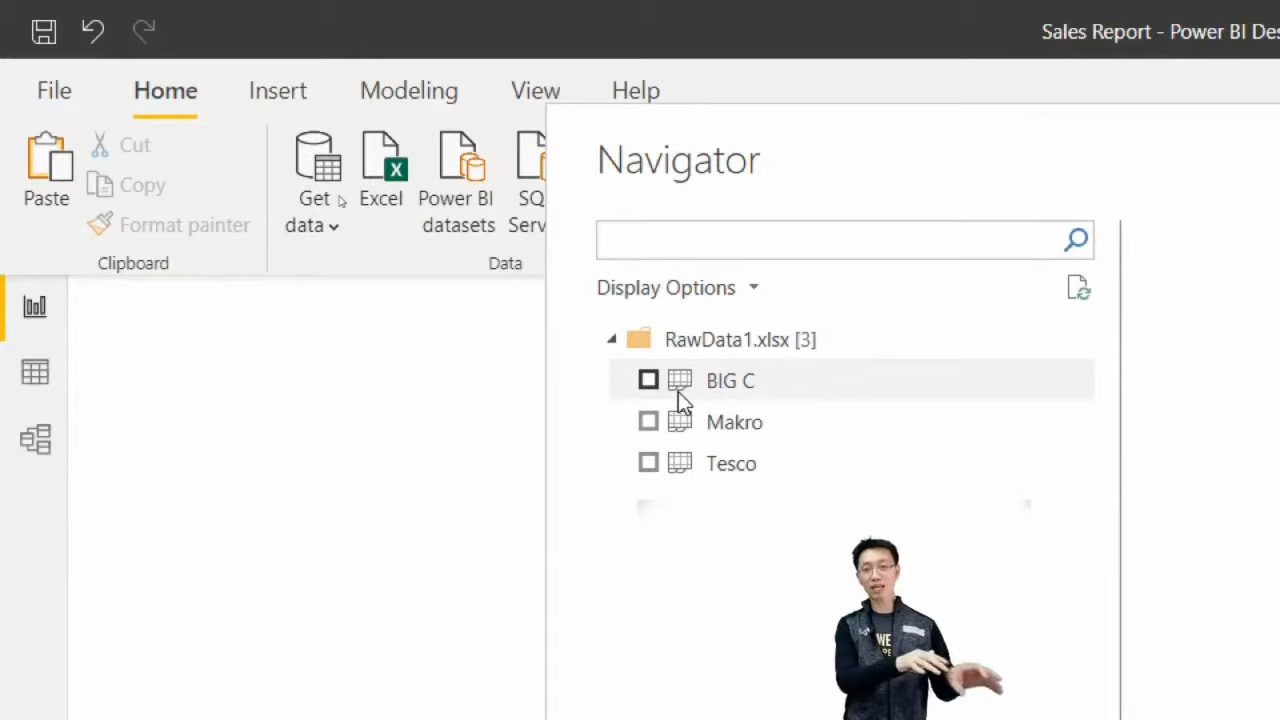 Sales Report - Power BI Des
File Home Insert Modeling View Help
Paste
Cut
Copy
Format painter
Clipboard
Get data
Excel
Power BI datasets
SQ
Serv
Data
Navigator
Display Options
RawData1.xlsx [3]
BIG C
Makro
Tesco